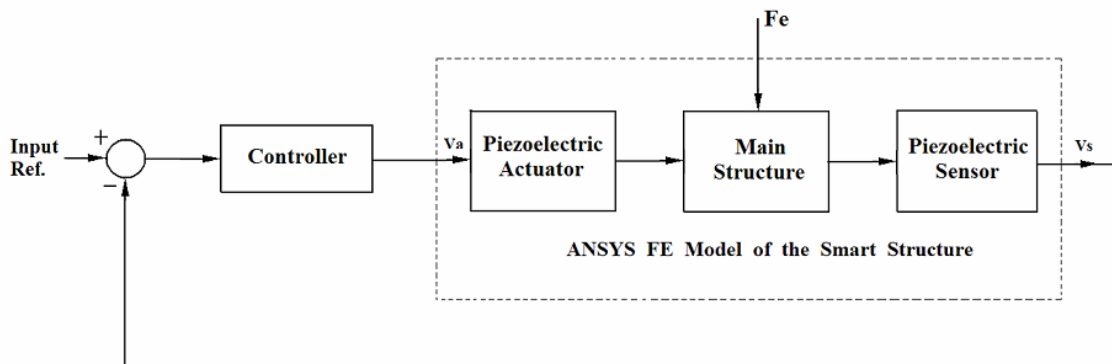 Fe
Input
Ref.
+
−
Controller
Va
Piezoelectric
Actuator
Main
Structure
Piezoelectric
Sensor
Vs
ANSYS FE Model of the Smart Structure